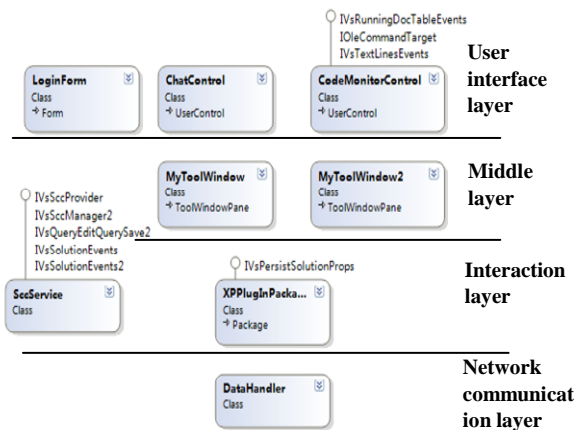 IVsRunningDocTableEvents
IOleCommandTarget
IVsTextLinesEvents
User
interface
layer
LoginForm
Class
Form
ChatControl
Class
UserControl
CodeMonitorControl
Class
UserControl
Middle
layer
MyToolWindow
Class
ToolWindowPane
MyToolWindow2
Class
ToolWindowPane
IVsSccProvider
IVsSccManager2
IVsQueryEditQuerySave2
IVsSolutionEvents
IVsSolutionEvents2
Interaction
layer
SccService
Class
IVsPersistSolutionProps
XPPlugInPacka...
Class
Package
Network
communicat
ion layer
DataHandler
Class